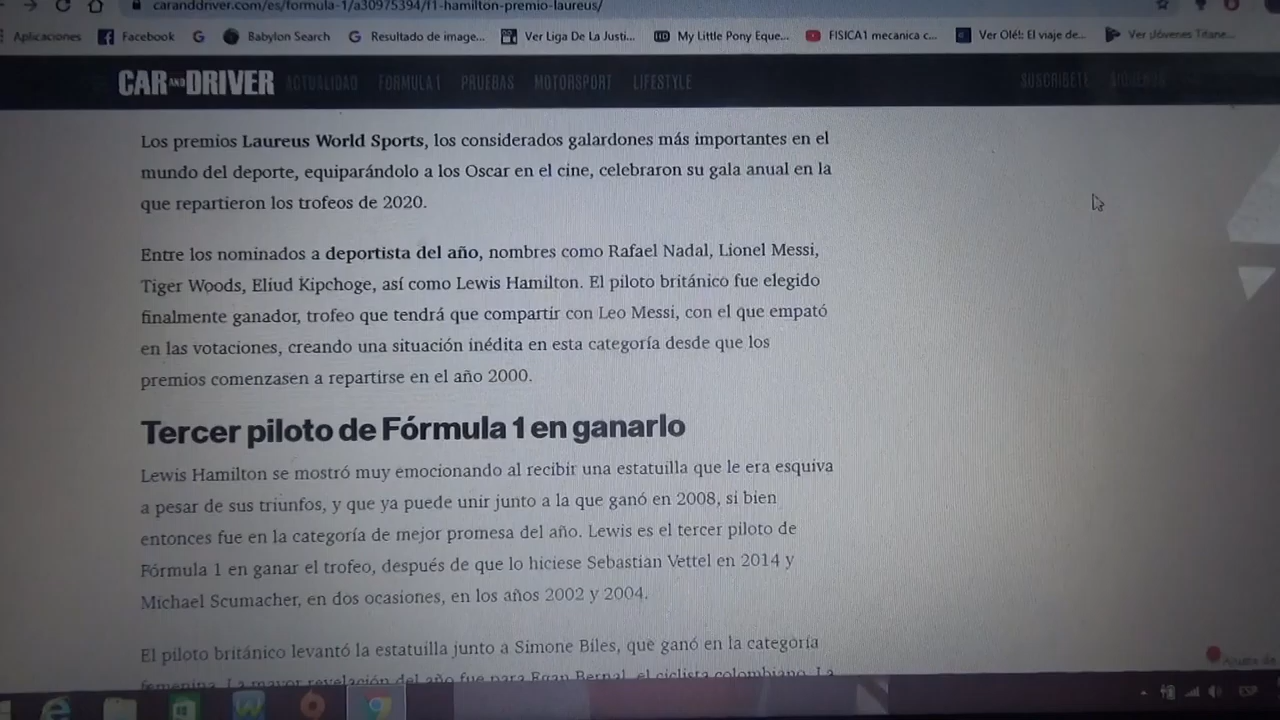 caranddriver.com/es/formula-1/a30975394/f1-hamilton-premio-laureus/
Aplicaciones Facebook Babylon Search Resultado de image... Ver Liga De La Justi... My Little Pony Eque... FISICA1 mecanica c... Ver Olé!: El viaje de... Ver Jóvenes Titane...
CAR AND DRIVER ACTUALIDAD FORMULA 1 PRUEBAS MOTORSPORT LIFESTYLE SUSCRIBETE
Los premios Laureus World Sports, los considerados galardones más importantes en el
mundo del deporte, equiparándolo a los Oscar en el cine, celebraron su gala anual en la
que repartieron los trofeos de 2020.
Entre los nominados a deportista del año, nombres como Rafael Nadal, Lionel Messi,
Tiger Woods, Eliud Kipchoge, así como Lewis Hamilton. El piloto británico fue elegido
finalmente ganador, trofeo que tendrá que compartir con Leo Messi, con el que empató
en las votaciones, creando una situación inédita en esta categoría desde que los
premios comenzasen a repartirse en el año 2000.
Tercer piloto de Fórmula 1 en ganarlo
Lewis Hamilton se mostró muy emocionando al recibir una estatuilla que le era esquiva
a pesar de sus triunfos, y que ya puede unir junto a la que ganó en 2008, si bien
entonces fue en la categoría de mejor promesa del año. Lewis es el tercer piloto de
Fórmula 1 en ganar el trofeo, después de que lo hiciese Sebastian Vettel en 2014 y
Michael Scumacher, en dos ocasiones, en los años 2002 y 2004.
El piloto británico levantó la estatuilla junto a Simone Biles, que ganó en la categoría
femenina. La mayor revelación del año fue para Egan Bernal, el ciclista colombiano. La
ESP